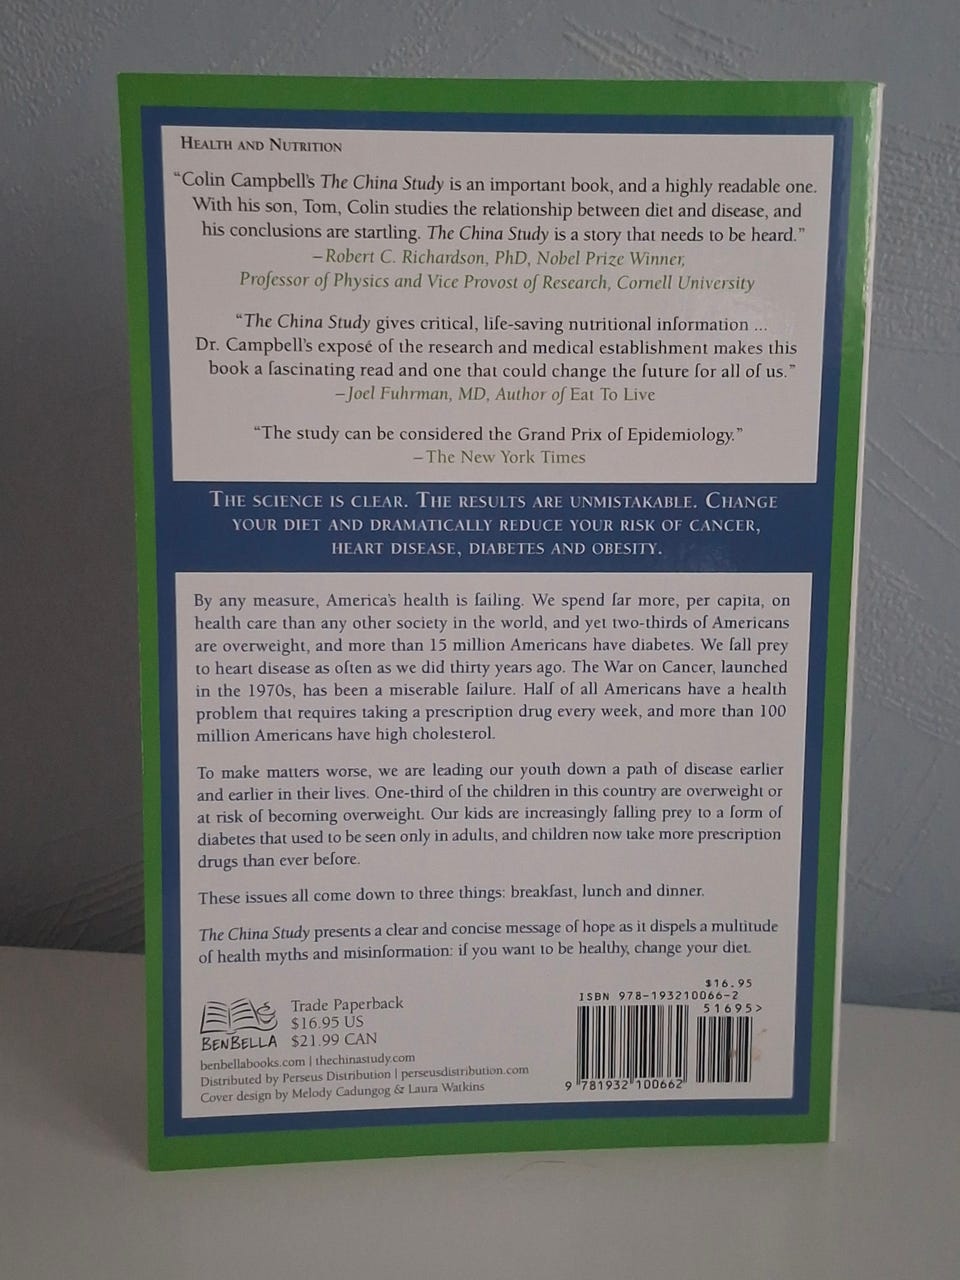 Health and Nutrition
“Colin Campbell’s The China Study is an important book, and a highly readable one.
With his son, Tom, Colin studies the relationship between diet and disease, and
his conclusions are startling. The China Study is a story that needs to be heard.”
–Robert C. Richardson, PhD, Nobel Prize Winner,
Professor of Physics and Vice Provost of Research, Cornell University
“The China Study gives critical, life-saving nutritional information ...
Dr. Campbell’s exposé of the research and medical establishment makes this
book a fascinating read and one that could change the future for all of us.”
–Joel Fuhrman, MD, Author of Eat To Live
“The study can be considered the Grand Prix of Epidemiology.”
–The New York Times
The science is clear. The results are unmistakable. Change
your diet and dramatically reduce your risk of cancer,
heart disease, diabetes and obesity.
By any measure, America’s health is failing. We spend far more, per capita, on
health care than any other society in the world, and yet two-thirds of Americans
are overweight, and more than 15 million Americans have diabetes. We fall prey
to heart disease as often as we did thirty years ago. The War on Cancer, launched
in the 1970s, has been a miserable failure. Half of all Americans have a health
problem that requires taking a prescription drug every week, and more than 100
million Americans have high cholesterol.
To make matters worse, we are leading our youth down a path of disease earlier
and earlier in their lives. One-third of the children in this country are overweight or
at risk of becoming overweight. Our kids are increasingly falling prey to a form of
diabetes that used to be seen only in adults, and children now take more prescription
drugs than ever before.
These issues all come down to three things: breakfast, lunch and dinner.
The China Study presents a clear and concise message of hope as it dispels a multitude
of health myths and misinformation: if you want to be healthy, change your diet.
BenBella
Trade Paperback
$16.95 US
$21.99 CAN
benbellabooks.com | thechinastudy.com
Distributed by Perseus Distribution | perseusdistribution.com
Cover design by Melody Cadungog & Laura Watkins
$16.95
ISBN 978-193210066-2
51695>
9 781932 100662